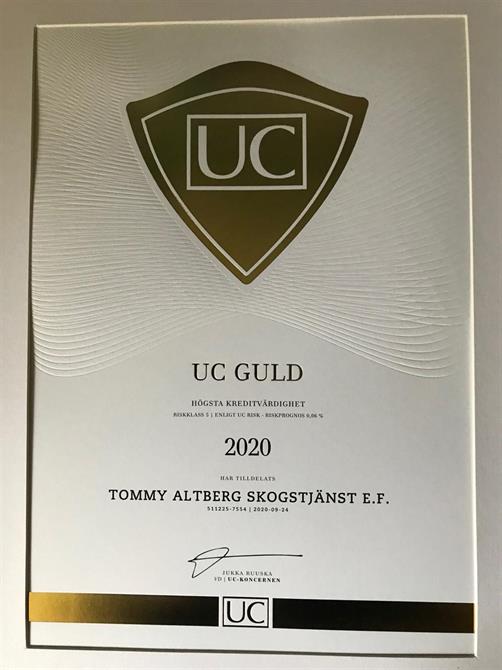 UC
UC GULD
HÖGSTA KREDITVÄRDIGHET
RISKKLASS 5 | ENLIGT UC RISK - RISKPROGNOS 0,06 %
2020
HAR TILLDELATS
TOMMY ALTBERG SKOGSTJÄNST E.F.
511225-7554 | 2020-09-24
JUKKA RUUSKA
VD | UC-KONCERNEN
UC